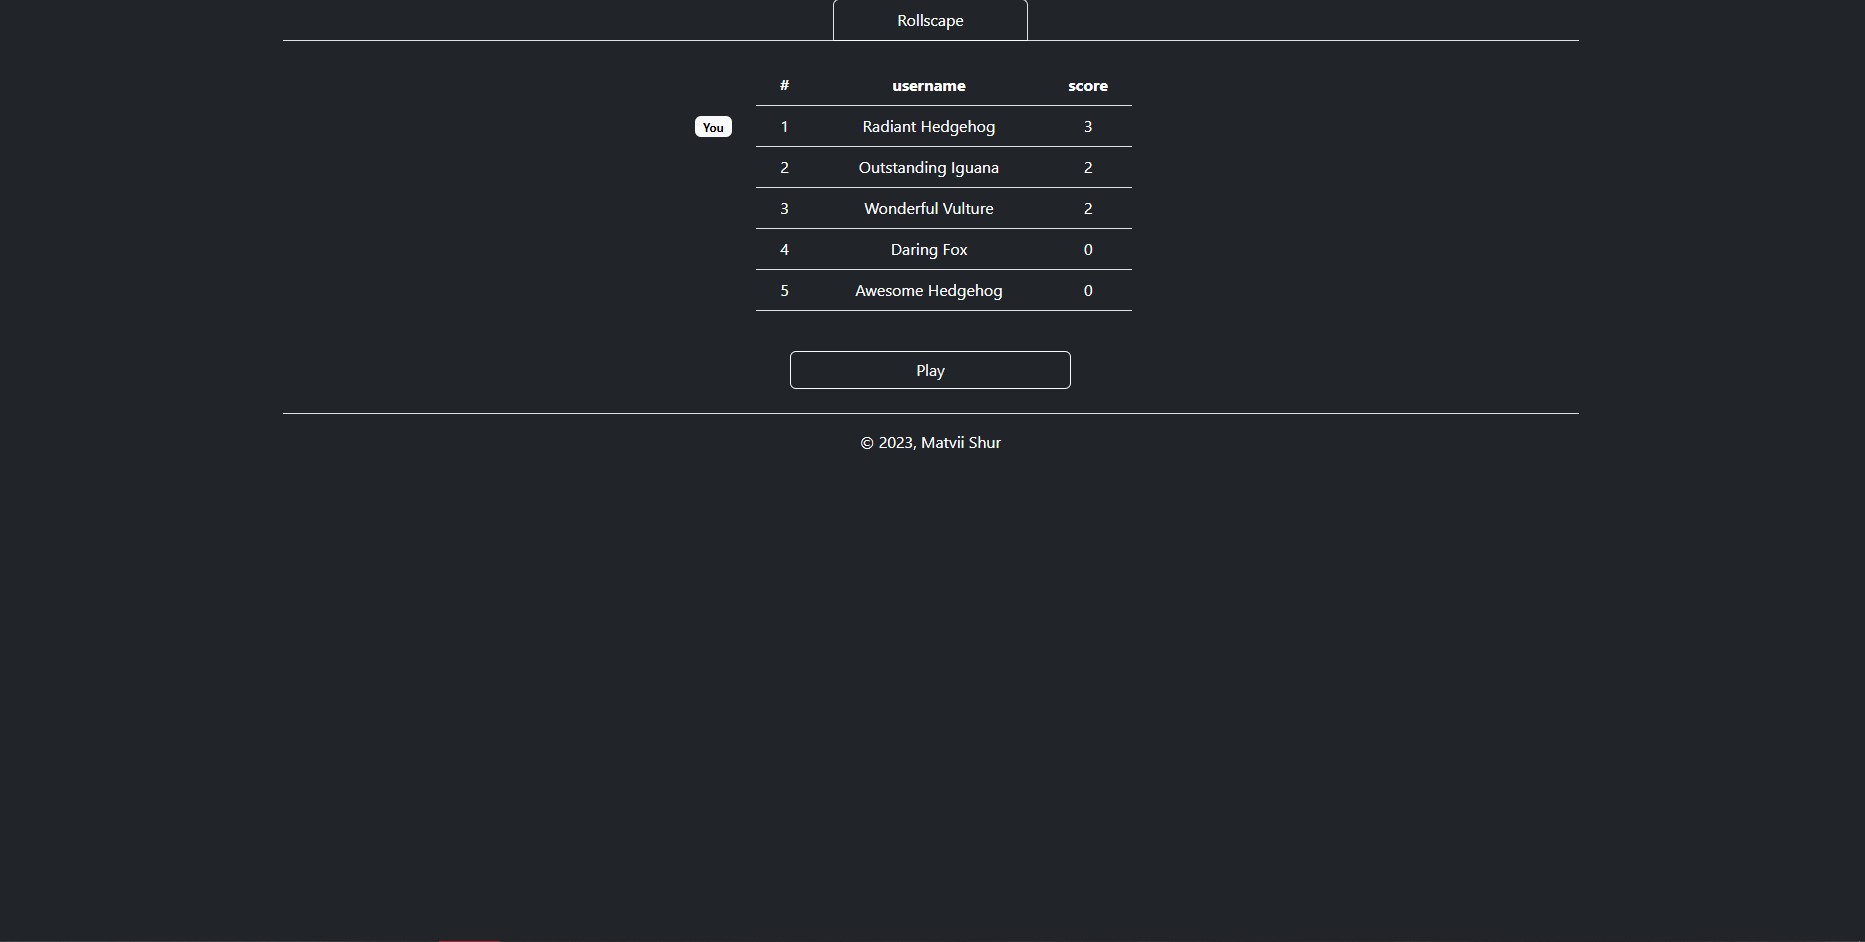 Rollscape
# username score
You 1 Radiant Hedgehog 3
2 Outstanding Iguana 2
3 Wonderful Vulture 2
4 Daring Fox 0
5 Awesome Hedgehog 0
Play
© 2023, Matvii Shur